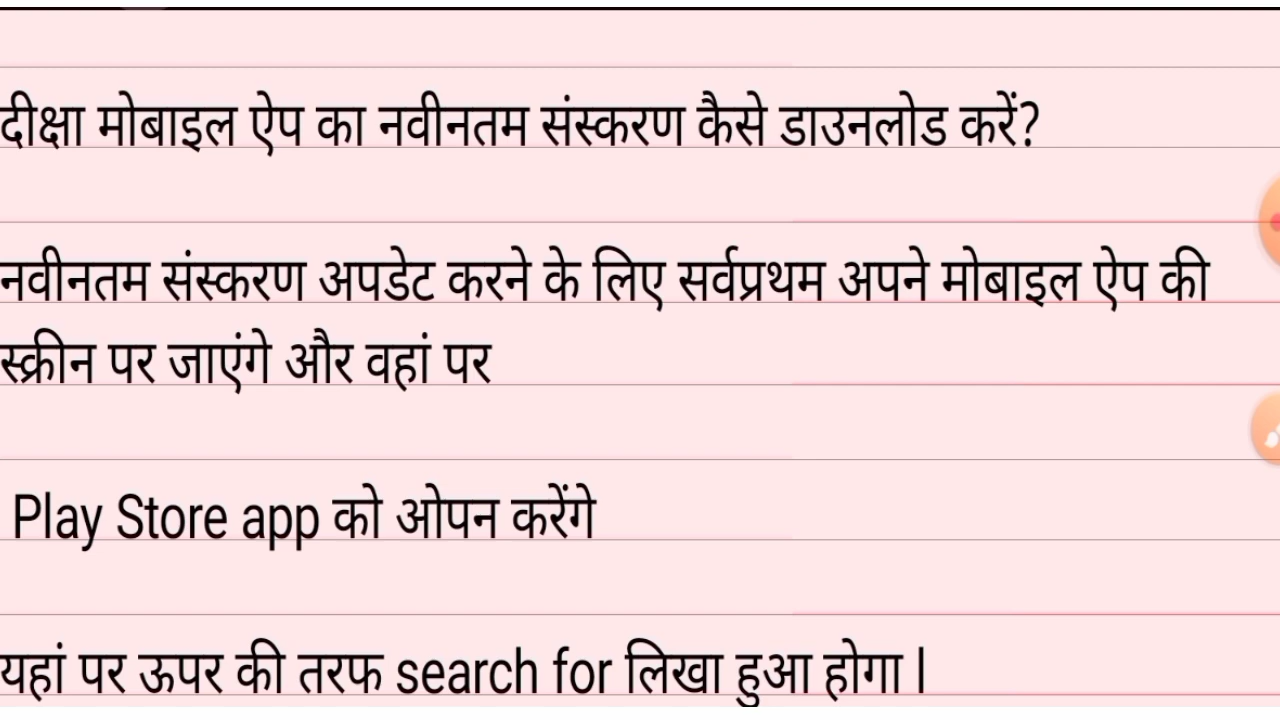 दीक्षा मोबाइल ऐप का नवीनतम संस्करण कैसे डाउनलोड करें?
नवीनतम संस्करण अपडेट करने के लिए सर्वप्रथम अपने मोबाइल ऐप की
स्क्रीन पर जाएंगे और वहां पर
Play Store app को ओपन करेंगे
यहां पर ऊपर की तरफ search for लिखा हुआ होगा l